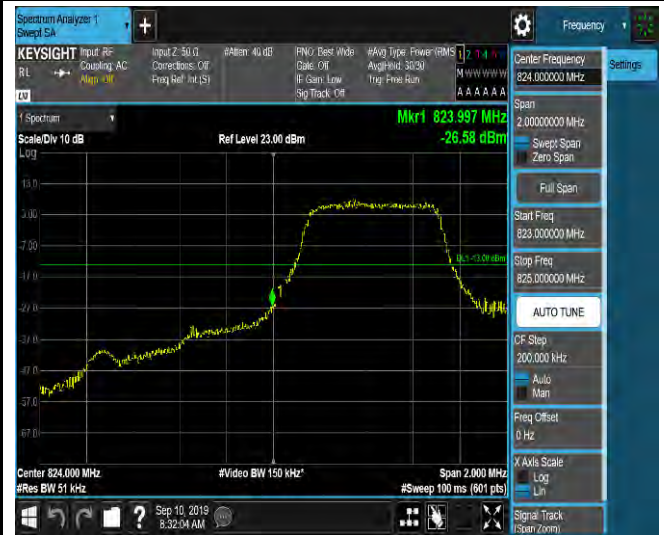 Spectrum Analyzer 1
Swept SA
+
Frequency
KEYSIGHT
RL
Input: RF
Coupling: AC
Align: Off
Input Z: 50 Ω
Corrections: Off
Freq Ref: Int (S)
#Atten: 40 dB
PNO: Best Wide
Gate: Off
IF Gain: Low
Sig Track: Off
#Avg Type: Power (RMS
Avg|Hold: 30/30
Trig: Free Run
M W W W W W
A A A A A A
LW
1 Spectrum
Scale/Div 10 dB
Ref Level 23.00 dBm
Mkr1 823.997 MHz
-26.58 dBm
Log
13.0
3.00
-7.00
-17.0
-27.0
-37.0
-47.0
-57.0
-67.0
DL1 -13.00 dBm
1
Center 824.000 MHz
#Video BW 150 kHz*
Span 2.000 MHz
#Res BW 51 kHz
#Sweep 100 ms (601 pts)
Center Frequency
824.000000 MHz
Settings
Span
2.00000000 MHz
Swept Span
Zero Span
Full Span
Start Freq
823.000000 MHz
Stop Freq
825.000000 MHz
AUTO TUNE
CF Step
200.000 kHz
Auto
Man
Freq Offset
0 Hz
X Axis Scale
Log
Lin
Signal Track
(Span Zoom)
?
Sep 10, 2019
8:32:04 AM